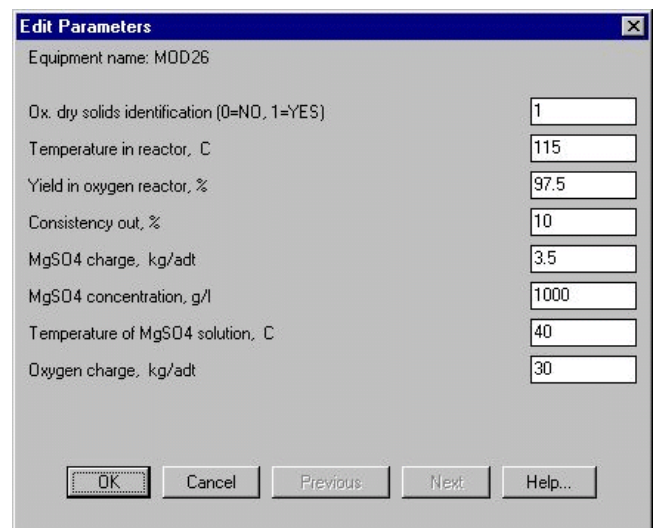 Edit Parameters
Equipment name: MOD26
Ox. dry solids identification (0=NO, 1=YES) 1
Temperature in reactor, C 115
Yield in oxygen reactor, % 97.5
Consistency out, % 10
MgSO4 charge, kg/adt 3.5
MgSO4 concentration, g/l 1000
Temperature of MgSO4 solution, C 40
Oxygen charge, kg/adt 30
OK Cancel Previous Next Help...